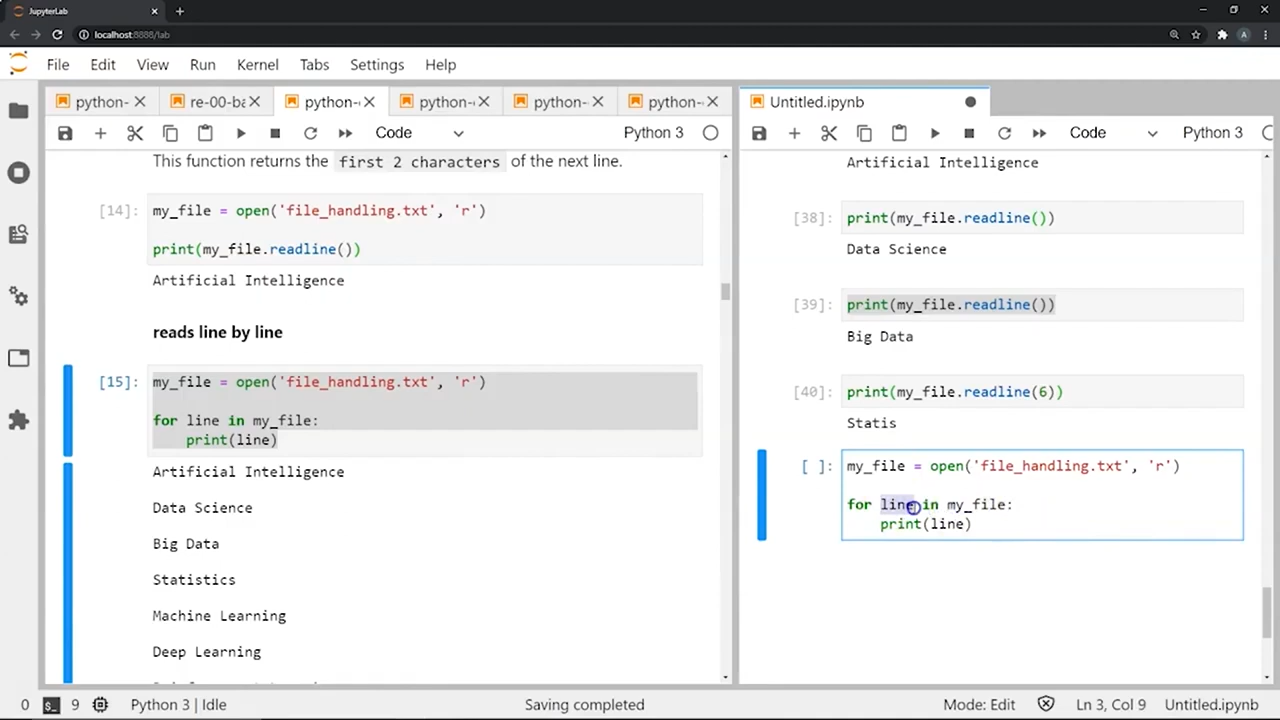 JupyterLab
localhost:8888/lab
File Edit View Run Kernel Tabs Settings Help
python- re-00-ba python- python- python- python- Untitled.ipynb
Code Python 3 Code Python 3
This function returns the first 2 characters of the next line.
[14]: my_file = open('file_handling.txt', 'r')
print(my_file.readline())
Artificial Intelligence
reads line by line
[15]: my_file = open('file_handling.txt', 'r')
for line in my_file:
print(line)
Artificial Intelligence
Data Science
Big Data
Statistics
Machine Learning
Deep Learning
Artificial Intelligence
[38]: print(my_file.readline())
Data Science
[39]: print(my_file.readline())
Big Data
[40]: print(my_file.readline(6))
Statis
[ ]: my_file = open('file_handling.txt', 'r')
for line in my_file:
print(line)
0 9 Python 3 | Idle Saving completed Mode: Edit Ln 3, Col 9 Untitled.ipynb